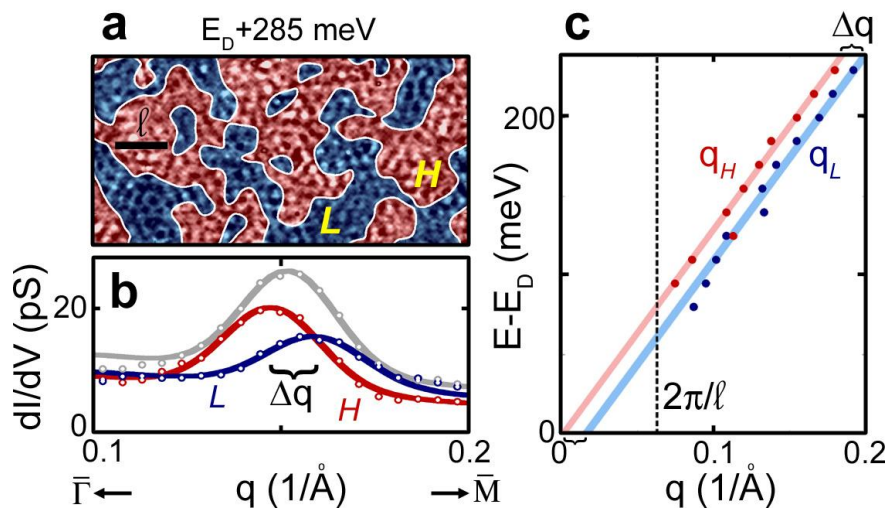 a
E_D+285 meV
ℓ
H
L
b
dI/dV (pS)
20
0
L
Δq
H
0.1
0.2
Γ̅ ←
q (1/Å)
→ M̅
c
Δq
E-E_D (meV)
200
0
q_H
q_L
2π/ℓ
0
0.1
0.2
q (1/Å)